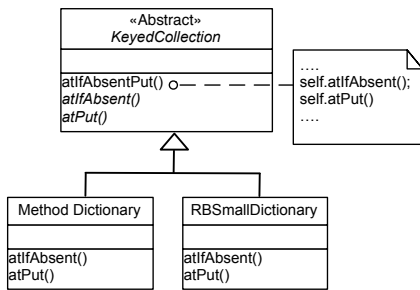 «Abstract»
KeyedCollection
atIfAbsentPut()
atIfAbsent()
atPut()
....
self.atIfAbsent();
self.atPut()
....
Method Dictionary
atIfAbsent()
atPut()
RBSmallDictionary
atIfAbsent()
atPut()